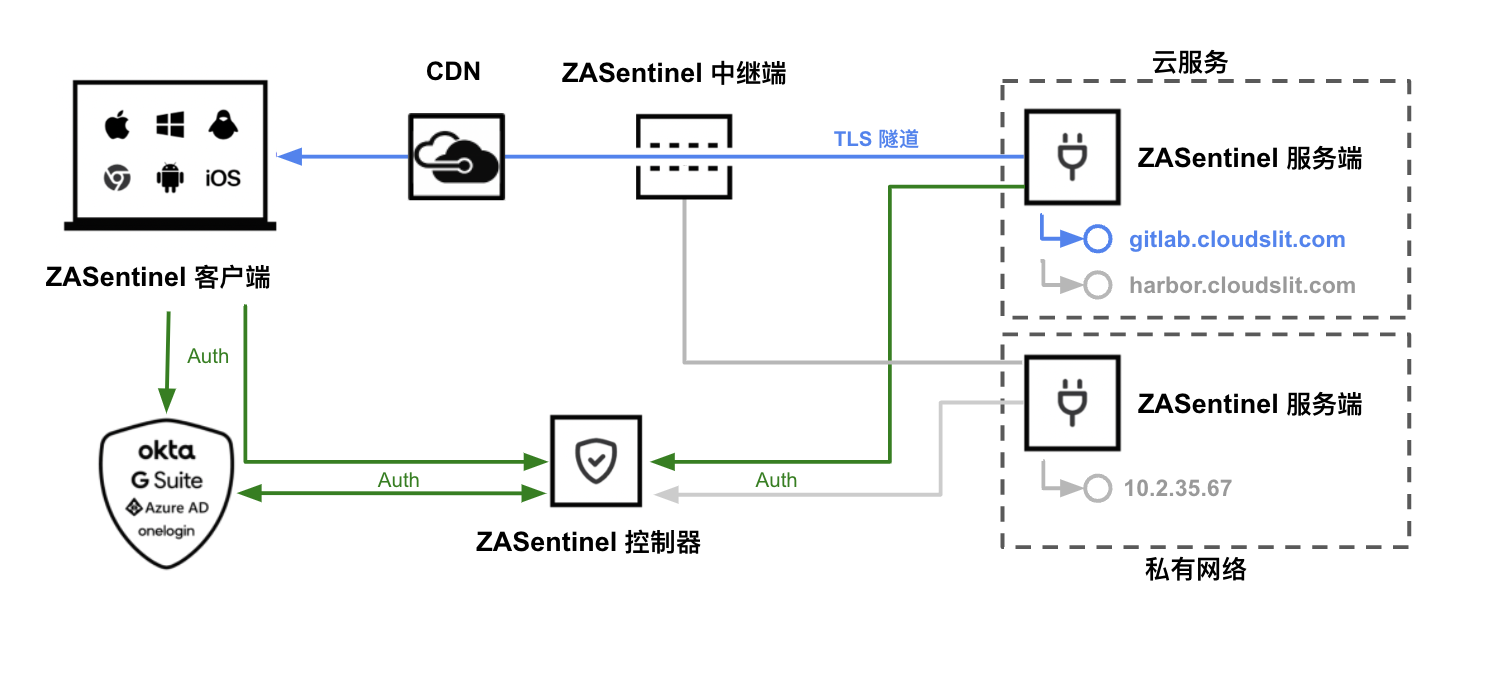 CDN
ZASentinel 中继端
云服务
iOS
TLS 隧道
ZASentinel 服务端
gitlab.cloudslit.com
harbor.cloudslit.com
ZASentinel 客户端
Auth
ZASentinel 服务端
okta
G Suite
Azure AD
onelogin
Auth
Auth
10.2.35.67
ZASentinel 控制器
私有网络